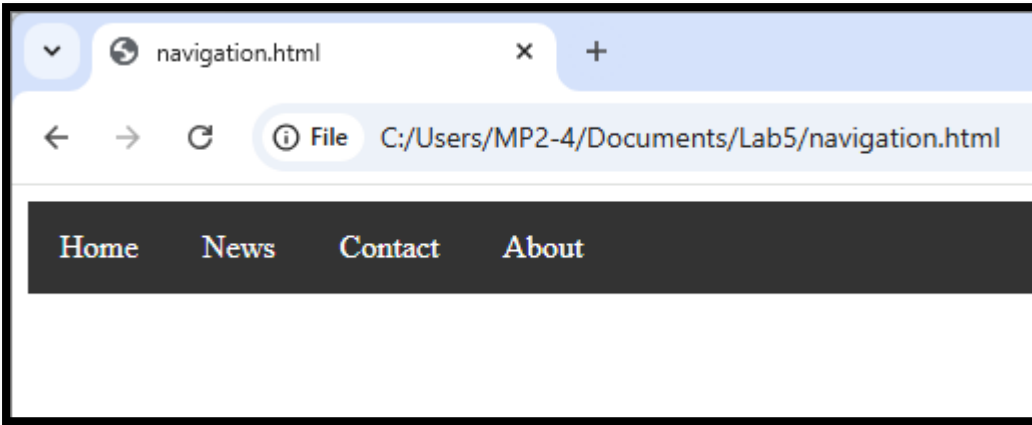 navigation.html
File C:/Users/MP2-4/Documents/Lab5/navigation.html
Home News Contact About